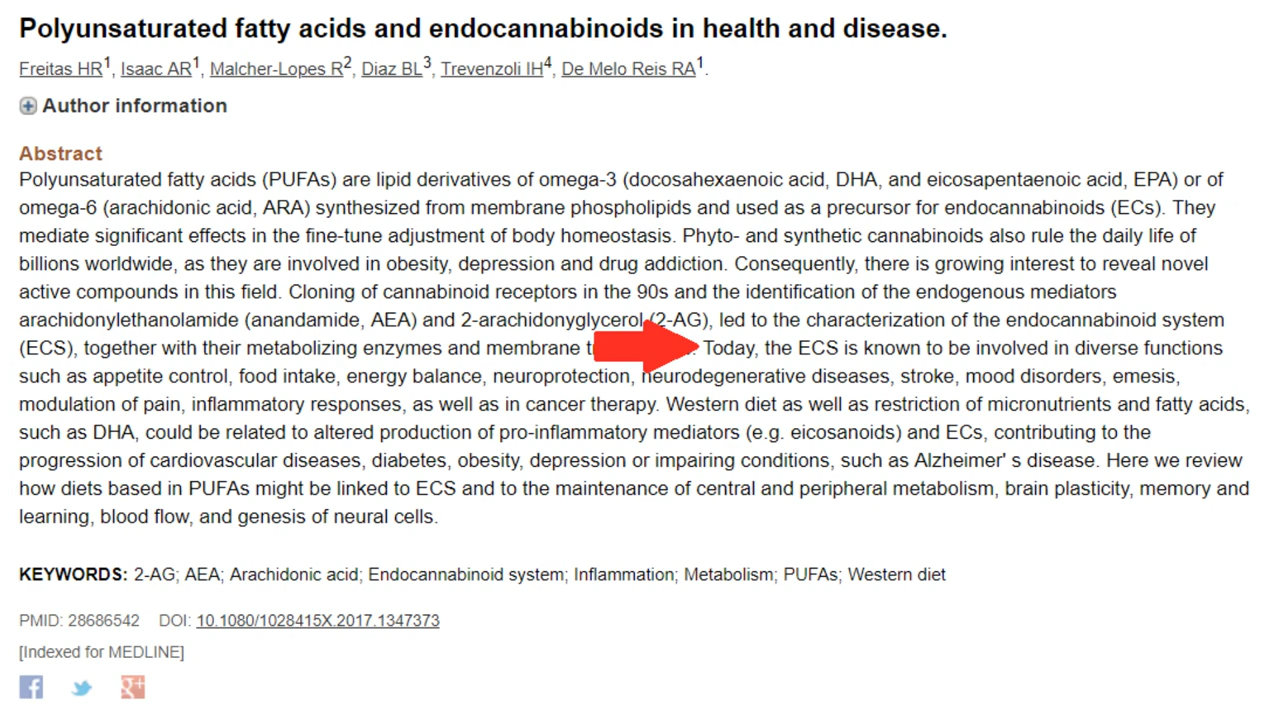 Polyunsaturated fatty acids and endocannabinoids in health and disease.
Freitas HR1, Isaac AR1, Malcher-Lopes R2, Diaz BL3, Trevenzoli IH4, De Melo Reis RA1.
Author information
Abstract
Polyunsaturated fatty acids (PUFAs) are lipid derivatives of omega-3 (docosahexaenoic acid, DHA, and eicosapentaenoic acid, EPA) or of
omega-6 (arachidonic acid, ARA) synthesized from membrane phospholipids and used as a precursor for endocannabinoids (ECs). They
mediate significant effects in the fine-tune adjustment of body homeostasis. Phyto- and synthetic cannabinoids also rule the daily life of
billions worldwide, as they are involved in obesity, depression and drug addiction. Consequently, there is growing interest to reveal novel
active compounds in this field. Cloning of cannabinoid receptors in the 90s and the identification of the endogenous mediators
arachidonylethanolamide (anandamide, AEA) and 2-arachidonyglycerol (2-AG), led to the characterization of the endocannabinoid system
(ECS), together with their metabolizing enzymes and membrane Today, the ECS is known to be involved in diverse functions
such as appetite control, food intake, energy balance, neuroprotection, neurodegenerative diseases, stroke, mood disorders, emesis,
modulation of pain, inflammatory responses, as well as in cancer therapy. Western diet as well as restriction of micronutrients and fatty acids,
such as DHA, could be related to altered production of pro-inflammatory mediators (e.g. eicosanoids) and ECs, contributing to the
progression of cardiovascular diseases, diabetes, obesity, depression or impairing conditions, such as Alzheimer' s disease. Here we review
how diets based in PUFAs might be linked to ECS and to the maintenance of central and peripheral metabolism, brain plasticity, memory and
learning, blood flow, and genesis of neural cells.
KEYWORDS: 2-AG; AEA; Arachidonic acid; Endocannabinoid system; Inflammation; Metabolism; PUFAs; Western diet
PMID: 28686542 DOI: 10.1080/1028415X.2017.1347373
[Indexed for MEDLINE]